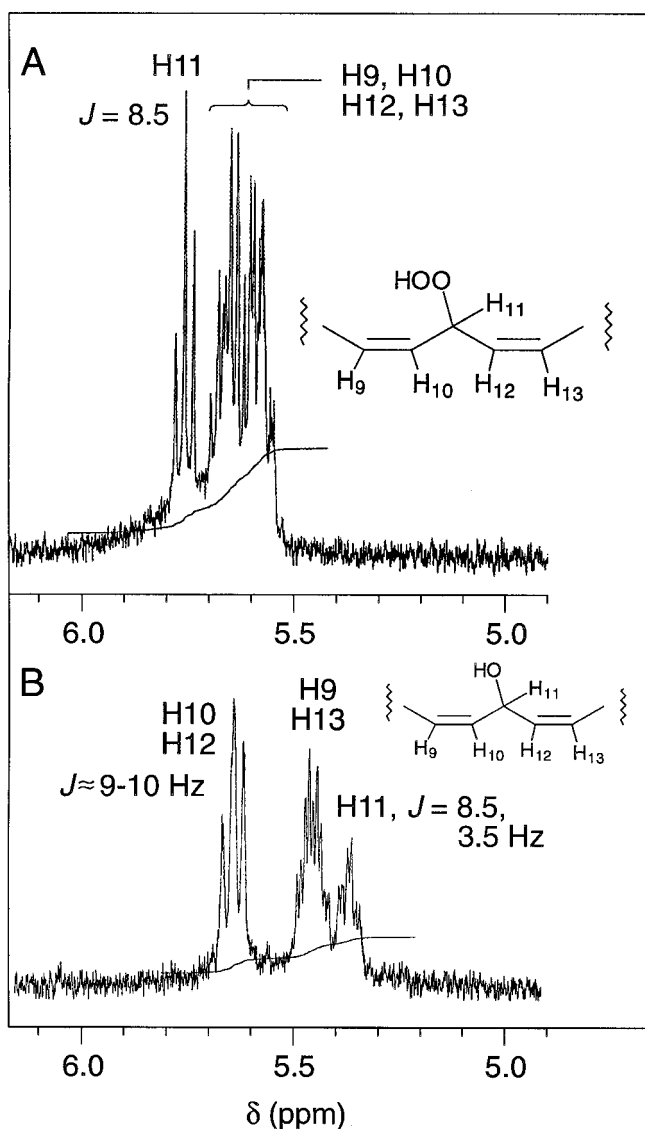 A
H11
J = 8.5
H9, H10
H12, H13
HOO
H11
H9
H10
H12
H13
6.0
5.5
5.0
B
H10
H12
J ≈ 9-10 Hz
H9
H13
H11, J = 8.5,
3.5 Hz
HO
H11
H9
H10
H12
H13
6.0
5.5
5.0
δ (ppm)